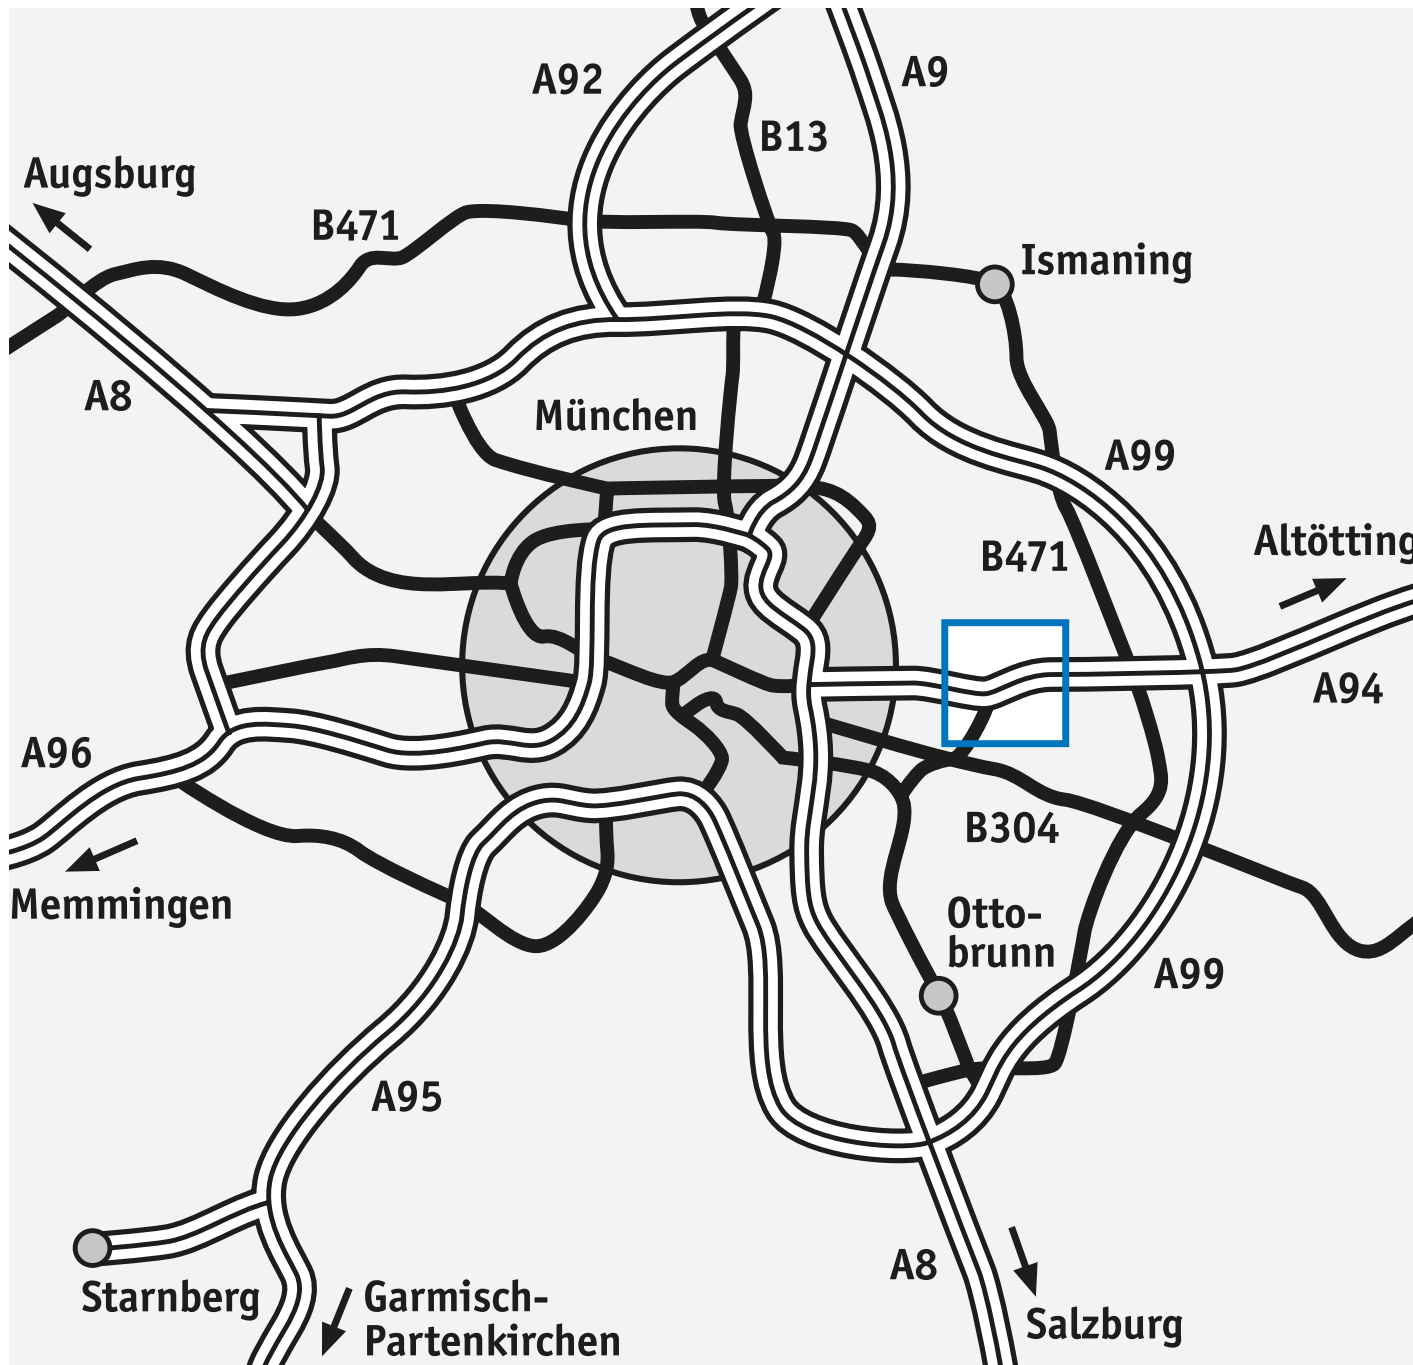 A92
A9
B13
Augsburg
B471
Ismaning
A8
München
A99
B471
Altötting
A94
A96
B304
Memmingen
Otto-
brunn
A99
A95
A8
Starnberg
Garmisch-
Partenkirchen
Salzburg